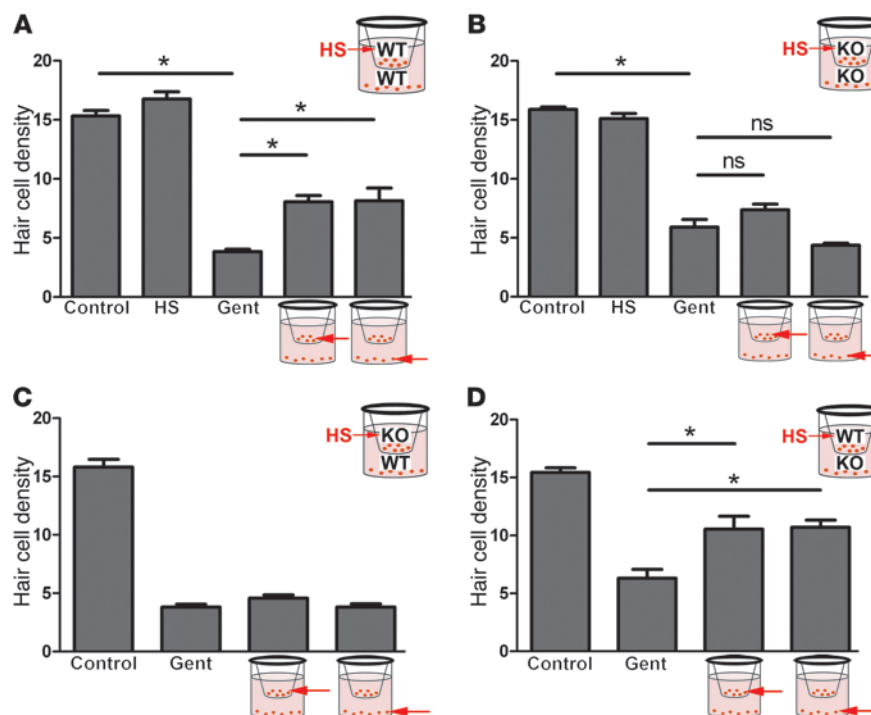 A
HS
WT
WT
*
*
*
Hair cell density
20
15
10
5
0
Control HS Gent
B
HS
KO
KO
*
ns
ns
Hair cell density
20
15
10
5
0
Control HS Gent
C
HS
KO
WT
Hair cell density
20
15
10
5
0
Control Gent
D
HS
WT
KO
*
*
Hair cell density
20
15
10
5
0
Control Gent